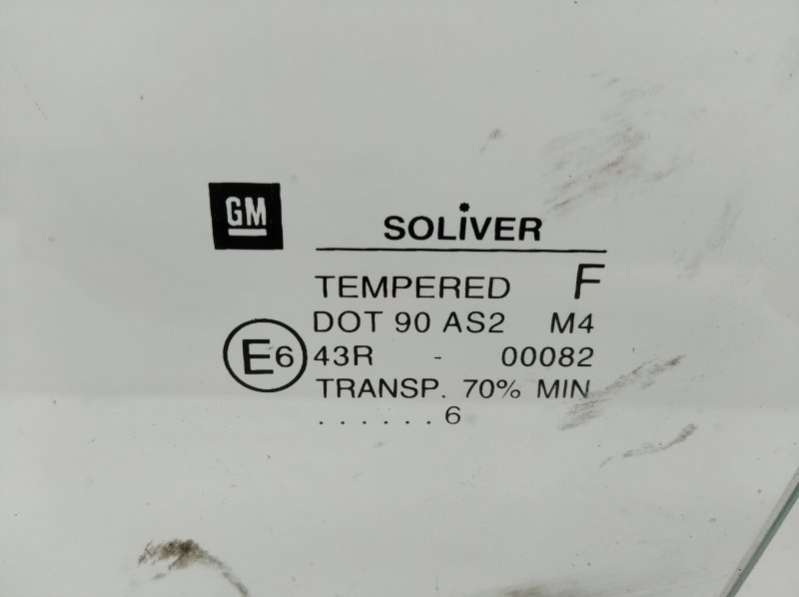 GM
SOLiVER
TEMPERED F
DOT 90 AS2 M4
E6 43R - 00082
TRANSP. 70% MIN
. . . . . . 6